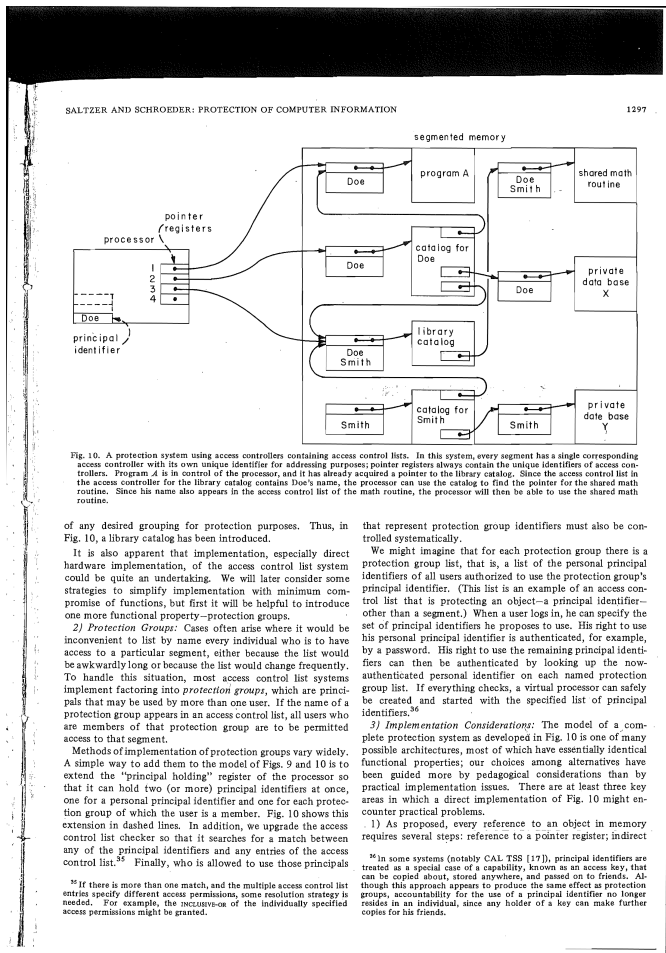 SALTZER AND SCHROEDER: PROTECTION OF COMPUTER INFORMATION 1297
segmented memory
Doe
program A
Doe
Smith
shared math
routine
pointer
registers
processor
1
2
3
4
Doe
principal
identifier
Doe
catalog for
Doe
Doe
private
data base
X
Doe
Smith
library
catalog
Smith
catalog for
Smith
Smith
private
date base
Y
Fig. 10. A protection system using access controllers containing access control lists. In this system, every segment has a single corresponding
access controller with its own unique identifier for addressing purposes; pointer registers always contain the unique identifiers of access con-
trollers. Program A is in control of the processor, and it has already acquired a pointer to the library catalog. Since the access control list in
the access controller for the library catalog contains Doe's name, the processor can use the catalog to find the pointer for the shared math
routine. Since his name also appears in the access control list of the math routine, the processor will then be able to use the shared math
routine.
of any desired grouping for protection purposes. Thus, in
Fig. 10, a library catalog has been introduced.
It is also apparent that implementation, especially direct
hardware implementation, of the access control list system
could be quite an undertaking. We will later consider some
strategies to simplify implementation with minimum com-
promise of functions, but first it will be helpful to introduce
one more functional property—protection groups.
2) Protection Groups: Cases often arise where it would be
inconvenient to list by name every individual who is to have
access to a particular segment, either because the list would
be awkwardly long or because the list would change frequently.
To handle this situation, most access control list systems
implement factoring into protection groups, which are princi-
pals that may be used by more than one user. If the name of a
protection group appears in an access control list, all users who
are members of that protection group are to be permitted
access to that segment.
Methods of implementation of protection groups vary widely.
A simple way to add them to the model of Figs. 9 and 10 is to
extend the "principal holding" register of the processor so
that it can hold two (or more) principal identifiers at once,
one for a personal principal identifier and one for each protec-
tion group of which the user is a member. Fig. 10 shows this
extension in dashed lines. In addition, we upgrade the access
control list checker so that it searches for a match between
any of the principal identifiers and any entries of the access
control list.35 Finally, who is allowed to use those principals
35 If there is more than one match, and the multiple access control list
entries specify different access permissions, some resolution strategy is
needed. For example, the INCLUSIVE-OR of the individually specified
access permissions might be granted.
that represent protection group identifiers must also be con-
trolled systematically.
We might imagine that for each protection group there is a
protection group list, that is, a list of the personal principal
identifiers of all users authorized to use the protection group's
principal identifier. (This list is an example of an access con-
trol list that is protecting an object—a principal identifier—
other than a segment.) When a user logs in, he can specify the
set of principal identifiers he proposes to use. His right to use
his personal principal identifier is authenticated, for example,
by a password. His right to use the remaining principal identi-
fiers can then be authenticated by looking up the now-
authenticated personal identifier on each named protection
group list. If everything checks, a virtual processor can safely
be created and started with the specified list of principal
identifiers.36
3) Implementation Considerations: The model of a com-
plete protection system as developed in Fig. 10 is one of many
possible architectures, most of which have essentially identical
functional properties; our choices among alternatives have
been guided more by pedagogical considerations than by
practical implementation issues. There are at least three key
areas in which a direct implementation of Fig. 10 might en-
counter practical problems.
1) As proposed, every reference to an object in memory
requires several steps: reference to a pointer register; indirect
36 In some systems (notably CAL TSS [17]), principal identifiers are
treated as a special case of a capability, known as an access key, that
can be copied about, stored anywhere, and passed on to friends. Al-
though this approach appears to produce the same effect as protection
groups, accountability for the use of a principal identifier no longer
resides in an individual, since any holder of a key can make further
copies for his friends.